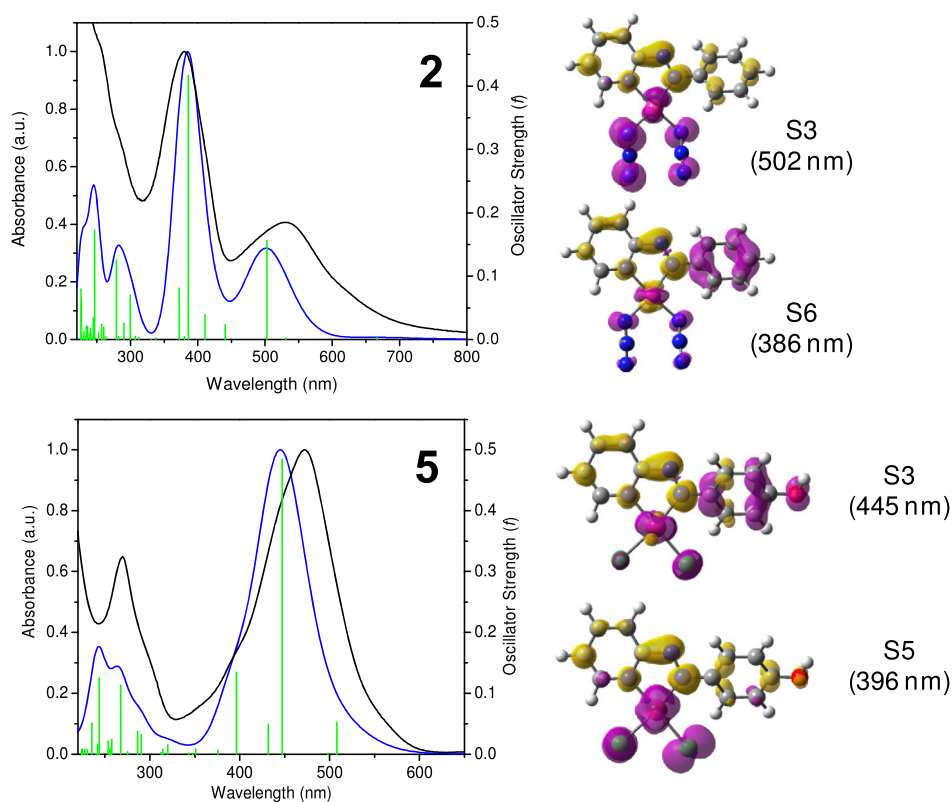 2
1.0
0.8
0.6
0.4
0.2
0.0
Absorbance (a.u.)
0.5
0.4
0.3
0.2
0.1
0.0
Oscillator Strength (f)
300 400 500 600 700 800
Wavelength (nm)
S3
(502 nm)
S6
(386 nm)
5
1.0
0.8
0.6
0.4
0.2
0.0
Absorbance (a.u.)
0.5
0.4
0.3
0.2
0.1
0.0
Oscillator Strength (f)
300 400 500 600
Wavelength (nm)
S3
(445 nm)
S5
(396 nm)